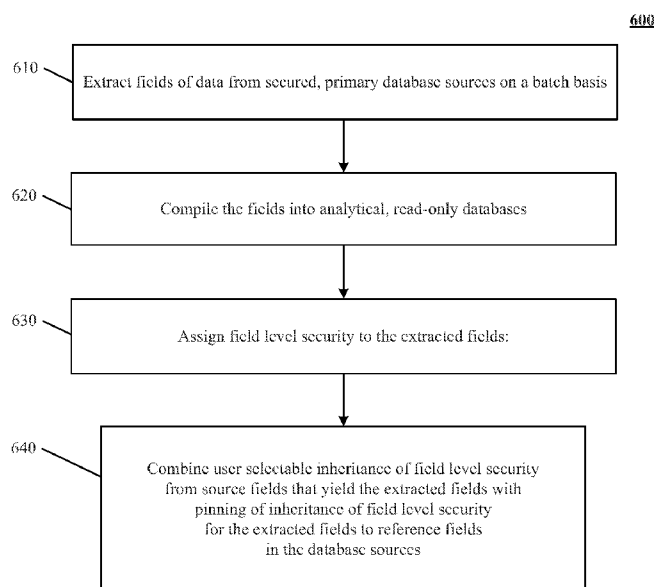 600
610
Extract fields of data from secured, primary database sources on a batch basis
620
Compile the fields into analytical, read-only databases
630
Assign field level security to the extracted fields:
640
Combine user selectable inheritance of field level security
from source fields that yield the extracted fields with
pinning of inheritance of field level security
for the extracted fields to reference fields
in the database sources